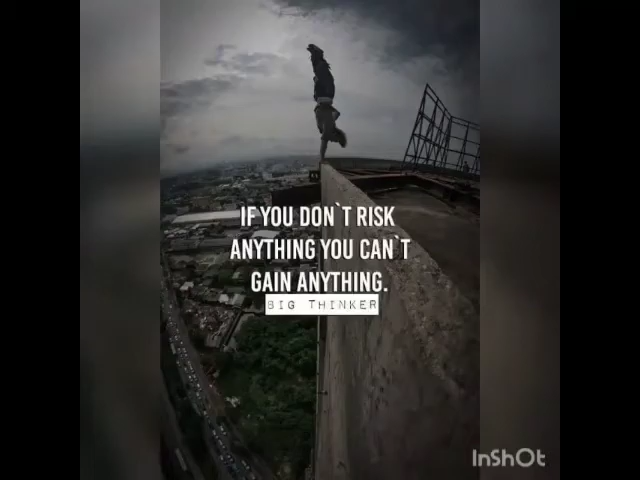 IF YOU DON`T RISK
ANYTHING YOU CAN`T
GAIN ANYTHING.
BIG THINKER
InShOt